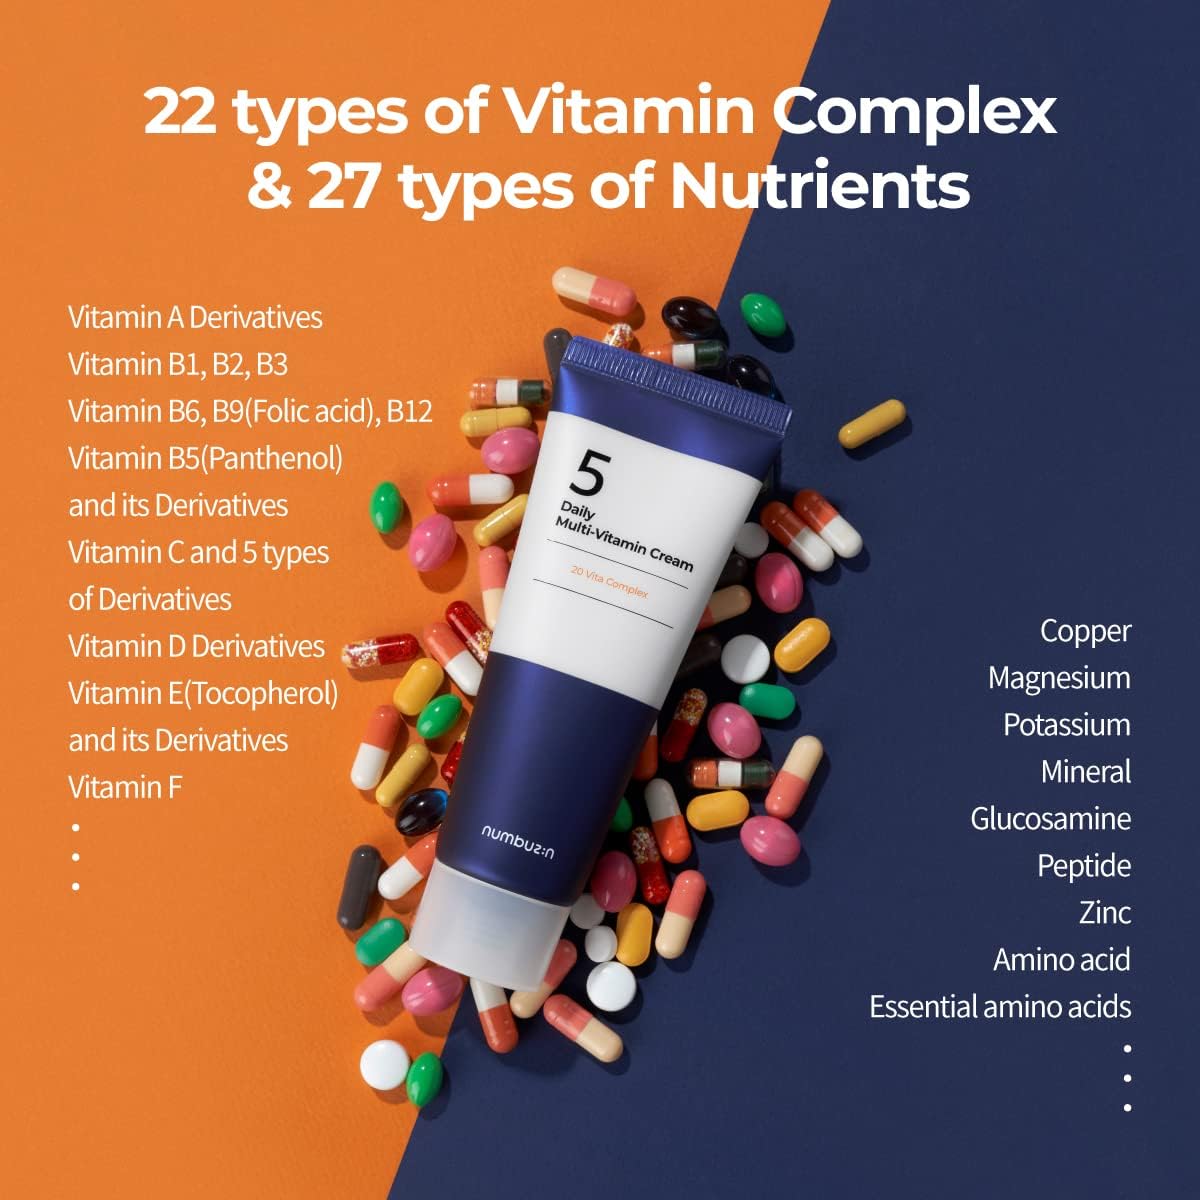 22 types of Vitamin Complex
& 27 types of Nutrients
Vitamin A Derivatives
Vitamin B1, B2, B3
Vitamin B6, B9(Folic acid), B12
Vitamin B5(Panthenol)
and its Derivatives
Vitamin C and 5 types
of Derivatives
Vitamin D Derivatives
Vitamin E(Tocopherol)
and its Derivatives
Vitamin F
5
Daily
Multi-Vitamin Cream
20 Vita Complex
numbuz:n
Copper
Magnesium
Potassium
Mineral
Glucosamine
Peptide
Zinc
Amino acid
Essential amino acids